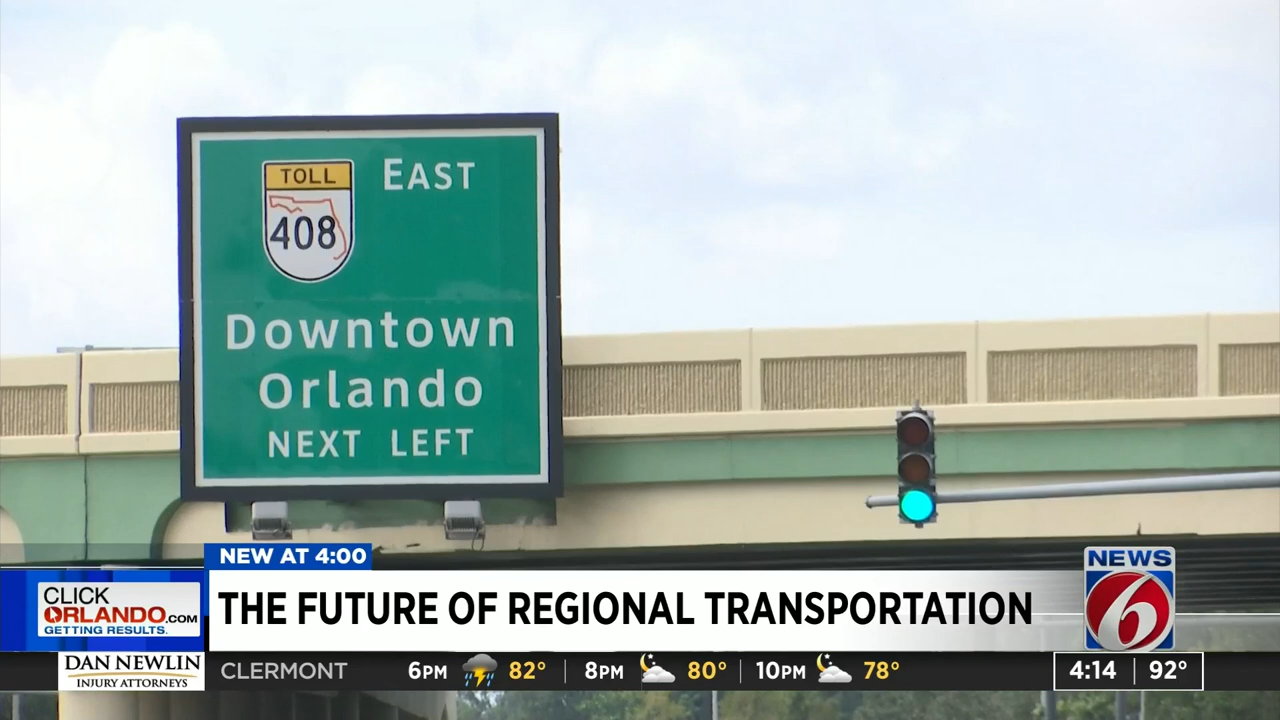 TOLL
408
EAST
Downtown
Orlando
NEXT LEFT
NEW AT 4:00
CLICK
ORLANDO.COM
GETTING RESULTS.
THE FUTURE OF REGIONAL TRANSPORTATION
NEWS
6
DAN NEWLIN
INJURY ATTORNEYS
CLERMONT 6PM 82° 8PM 80° 10PM 78°
4:14 92°